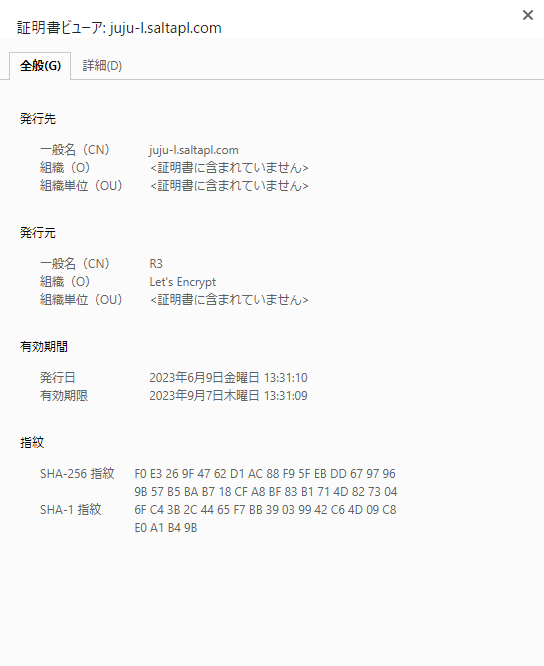 証明書ビューア: juju-l.saltapl.com
全般(G) 詳細(D)
発行先
一般名（CN） juju-l.saltapl.com
組織（O） <証明書に含まれていません>
組織単位（OU） <証明書に含まれていません>
発行元
一般名（CN） R3
組織（O） Let's Encrypt
組織単位（OU） <証明書に含まれていません>
有効期間
発行日 2023年6月9日金曜日 13:31:10
有効期限 2023年9月7日木曜日 13:31:09
指紋
SHA-256 指紋 F0 E3 26 9F 47 62 D1 AC 88 F9 5F EB DD 67 97 96
9B 57 B5 BA B7 18 CF A8 BF 83 B1 71 4D 82 73 04
SHA-1 指紋 6F C4 3B 2C 44 65 F7 BB 39 03 99 42 C6 4D 09 C8
E0 A1 B4 9B